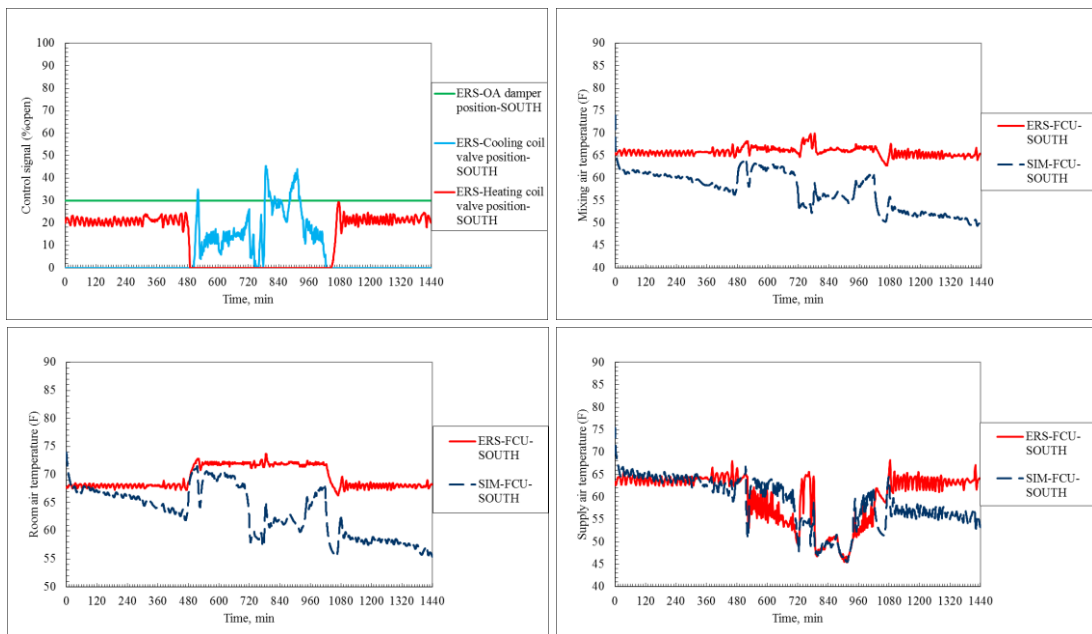 100
90
80
70
60
50
40
30
20
10
0
Control signal (%open)
0 120 240 360 480 600 720 840 960 1080 1200 1320 1440
Time, min
ERS-OA damper
position-SOUTH
ERS-Cooling coil
valve position-
SOUTH
ERS-Heating coil
valve position-
SOUTH
90
85
80
75
70
65
60
55
50
45
40
Mixing air temperature (F)
0 120 240 360 480 600 720 840 960 1080 1200 1320 1440
Time, min
ERS-FCU-
SOUTH
SIM-FCU-
SOUTH
90
85
80
75
70
65
60
55
50
Room air temperature (F)
0 120 240 360 480 600 720 840 960 1080 1200 1320 1440
Time, min
ERS-FCU-
SOUTH
SIM-FCU-
SOUTH
90
85
80
75
70
65
60
55
50
45
40
Supply air temperature (F)
0 120 240 360 480 600 720 840 960 1080 1200 1320 1440
Time, min
ERS-FCU-
SOUTH
SIM-FCU-
SOUTH